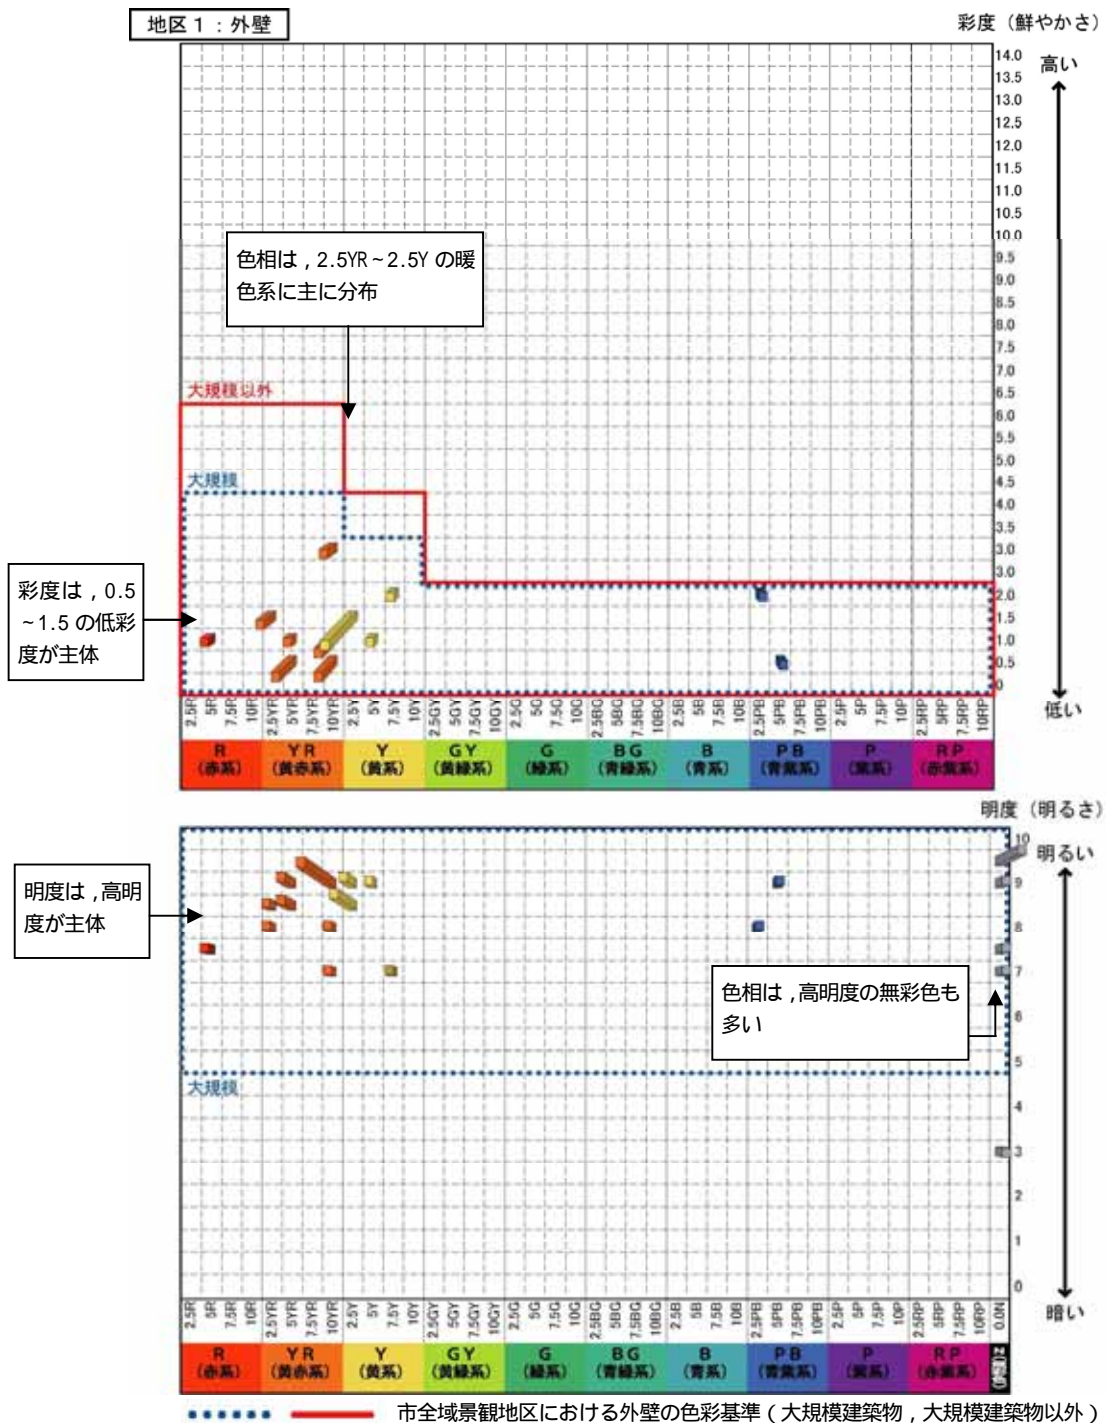 地区１：外壁
彩度（鮮やかさ）
14.0
高い
13.5
13.0
12.5
12.0
11.5
11.0
10.5
10.0
9.5
9.0
8.5
8.0
7.5
7.0
6.5
6.0
5.5
5.0
4.5
4.0
3.5
3.0
3.0
2.0
1.5
1.0
0.5
0
低い
色相は，2.5YR~2.5Y の暖
色系に主に分布
大規模以外
大規模
彩度は，0.5
~1.5 の低彩
度が主体
2.5R 5R 7.5R 10R 2.5YR 5YR 7.5YR 10YR 2.5Y 5Y 7.5Y 10Y 2.5GY 5GY 7.5GY 10GY 2.5G 5G 7.5G 10G 2.5BG 5BG 7.5BG 10BG 2.5B 5B 7.5B 10B 2.5PB 5PB 7.5PB 10PB 2.5P 5P 7.5P 10P 2.5RP 5RP 7.5RP 10RP
R YR Y GY G BG B PB P RP
（赤系） （黄赤系） （黄系） （黄緑系） （緑系） （青緑系） （青系） （青紫系） （紫系） （赤紫系）
明度（明るさ）
10
明るい
9
8
7
6
5
4
3
2
1
0
暗い
明度は，高明
度が主体
色相は，高明度の無彩色も
多い
大規模
2.5R 5R 7.5R 10R 2.5YR 5YR 7.5YR 10YR 2.5Y 5Y 7.5Y 10Y 2.5GY 5GY 7.5GY 10GY 2.5G 5G 7.5G 10G 2.5BG 5BG 7.5BG 10BG 2.5B 5B 7.5B 10B 2.5PB 5PB 7.5PB 10PB 2.5P 5P 7.5P 10P 2.5RP 5RP 7.5RP 10RP 0.0N
R YR Y GY G BG B PB P RP N
（赤系） （黄赤系） （黄系） （黄緑系） （緑系） （青緑系） （青系） （青紫系） （紫系） （赤紫系）
市全域景観地区における外壁の色彩基準（大規模建築物，大規模建築物以外）